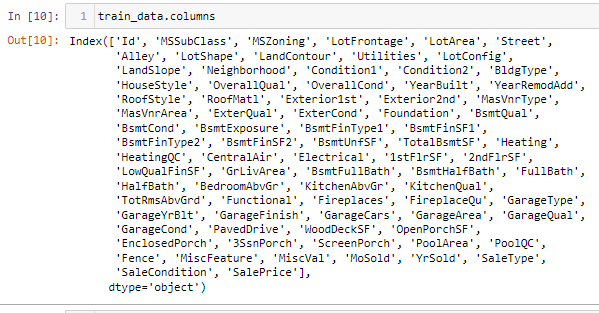 In [10]: 1 train_data.columns
Out[10]: Index(['Id', 'MSSubClass', 'MSZoning', 'LotFrontage', 'LotArea', 'Street',
'Alley', 'LotShape', 'LandContour', 'Utilities', 'LotConfig',
'LandSlope', 'Neighborhood', 'Condition1', 'Condition2', 'BldgType',
'HouseStyle', 'OverallQual', 'OverallCond', 'YearBuilt', 'YearRemodAdd',
'RoofStyle', 'RoofMatl', 'Exterior1st', 'Exterior2nd', 'MasVnrType',
'MasVnrArea', 'ExterQual', 'ExterCond', 'Foundation', 'BsmtQual',
'BsmtCond', 'BsmtExposure', 'BsmtFinType1', 'BsmtFinSF1',
'BsmtFinType2', 'BsmtFinSF2', 'BsmtUnfSF', 'TotalBsmtSF', 'Heating',
'HeatingQC', 'CentralAir', 'Electrical', '1stFlrSF', '2ndFlrSF',
'LowQualFinSF', 'GrLivArea', 'BsmtFullBath', 'BsmtHalfBath', 'FullBath',
'HalfBath', 'BedroomAbvGr', 'KitchenAbvGr', 'KitchenQual',
'TotRmsAbvGrd', 'Functional', 'Fireplaces', 'FireplaceQu', 'GarageType',
'GarageYrBlt', 'GarageFinish', 'GarageCars', 'GarageArea', 'GarageQual',
'GarageCond', 'PavedDrive', 'WoodDeckSF', 'OpenPorchSF',
'EnclosedPorch', '3SsnPorch', 'ScreenPorch', 'PoolArea', 'PoolQC',
'Fence', 'MiscFeature', 'MiscVal', 'MoSold', 'YrSold', 'SaleType',
'SaleCondition', 'SalePrice'],
dtype='object')